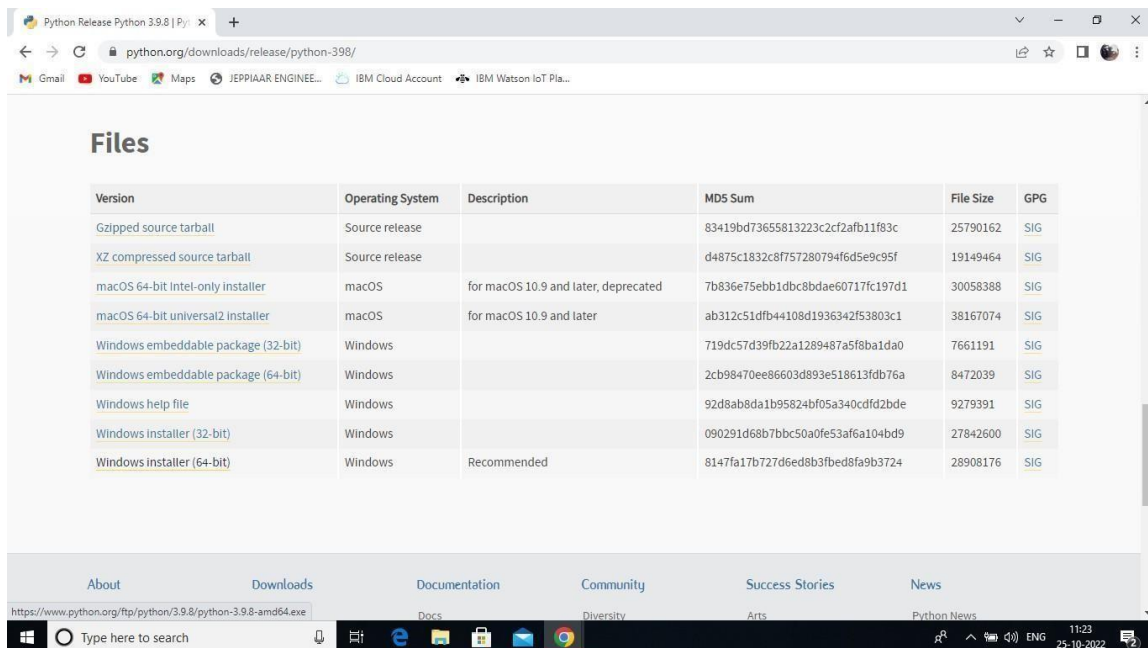 Python Release Python 3.9.8 | Py
python.org/downloads/release/python-398/
Gmail YouTube Maps JEPPIAAR ENGINEE... IBM Cloud Account IBM Watson IoT Pla...
Files
Version Operating System Description MD5 Sum File Size GPG
Gzipped source tarball Source release 83419bd73655813223c2cf2afb11f83c 25790162 SIG
XZ compressed source tarball Source release d4875c1832c8f757280794f6d5e9c95f 19149464 SIG
macOS 64-bit Intel-only installer macOS for macOS 10.9 and later, deprecated 7b836e75ebb1dbc8bdae60717fc197d1 30058388 SIG
macOS 64-bit universal2 installer macOS for macOS 10.9 and later ab312c51dfb44108d1936342f53803c1 38167074 SIG
Windows embeddable package (32-bit) Windows 719dc57d39fb22a1289487a5f8ba1da0 7661191 SIG
Windows embeddable package (64-bit) Windows 2cb98470ee86603d893e518613fdb76a 8472039 SIG
Windows help file Windows 92d8ab8da1b95824bf05a340cdfd2bde 9279391 SIG
Windows installer (32-bit) Windows 090291d68b7bbc50a0fe53af6a104bd9 27842600 SIG
Windows installer (64-bit) Windows Recommended 8147fa17b727d6ed8b3fbed8fa9b3724 28908176 SIG
About Downloads Documentation Community Success Stories News
https://www.python.org/ftp/python/3.9.8/python-3.9.8-amd64.exe Docs Diversity Arts Python News
Type here to search ENG 11:23
25-10-2022 2